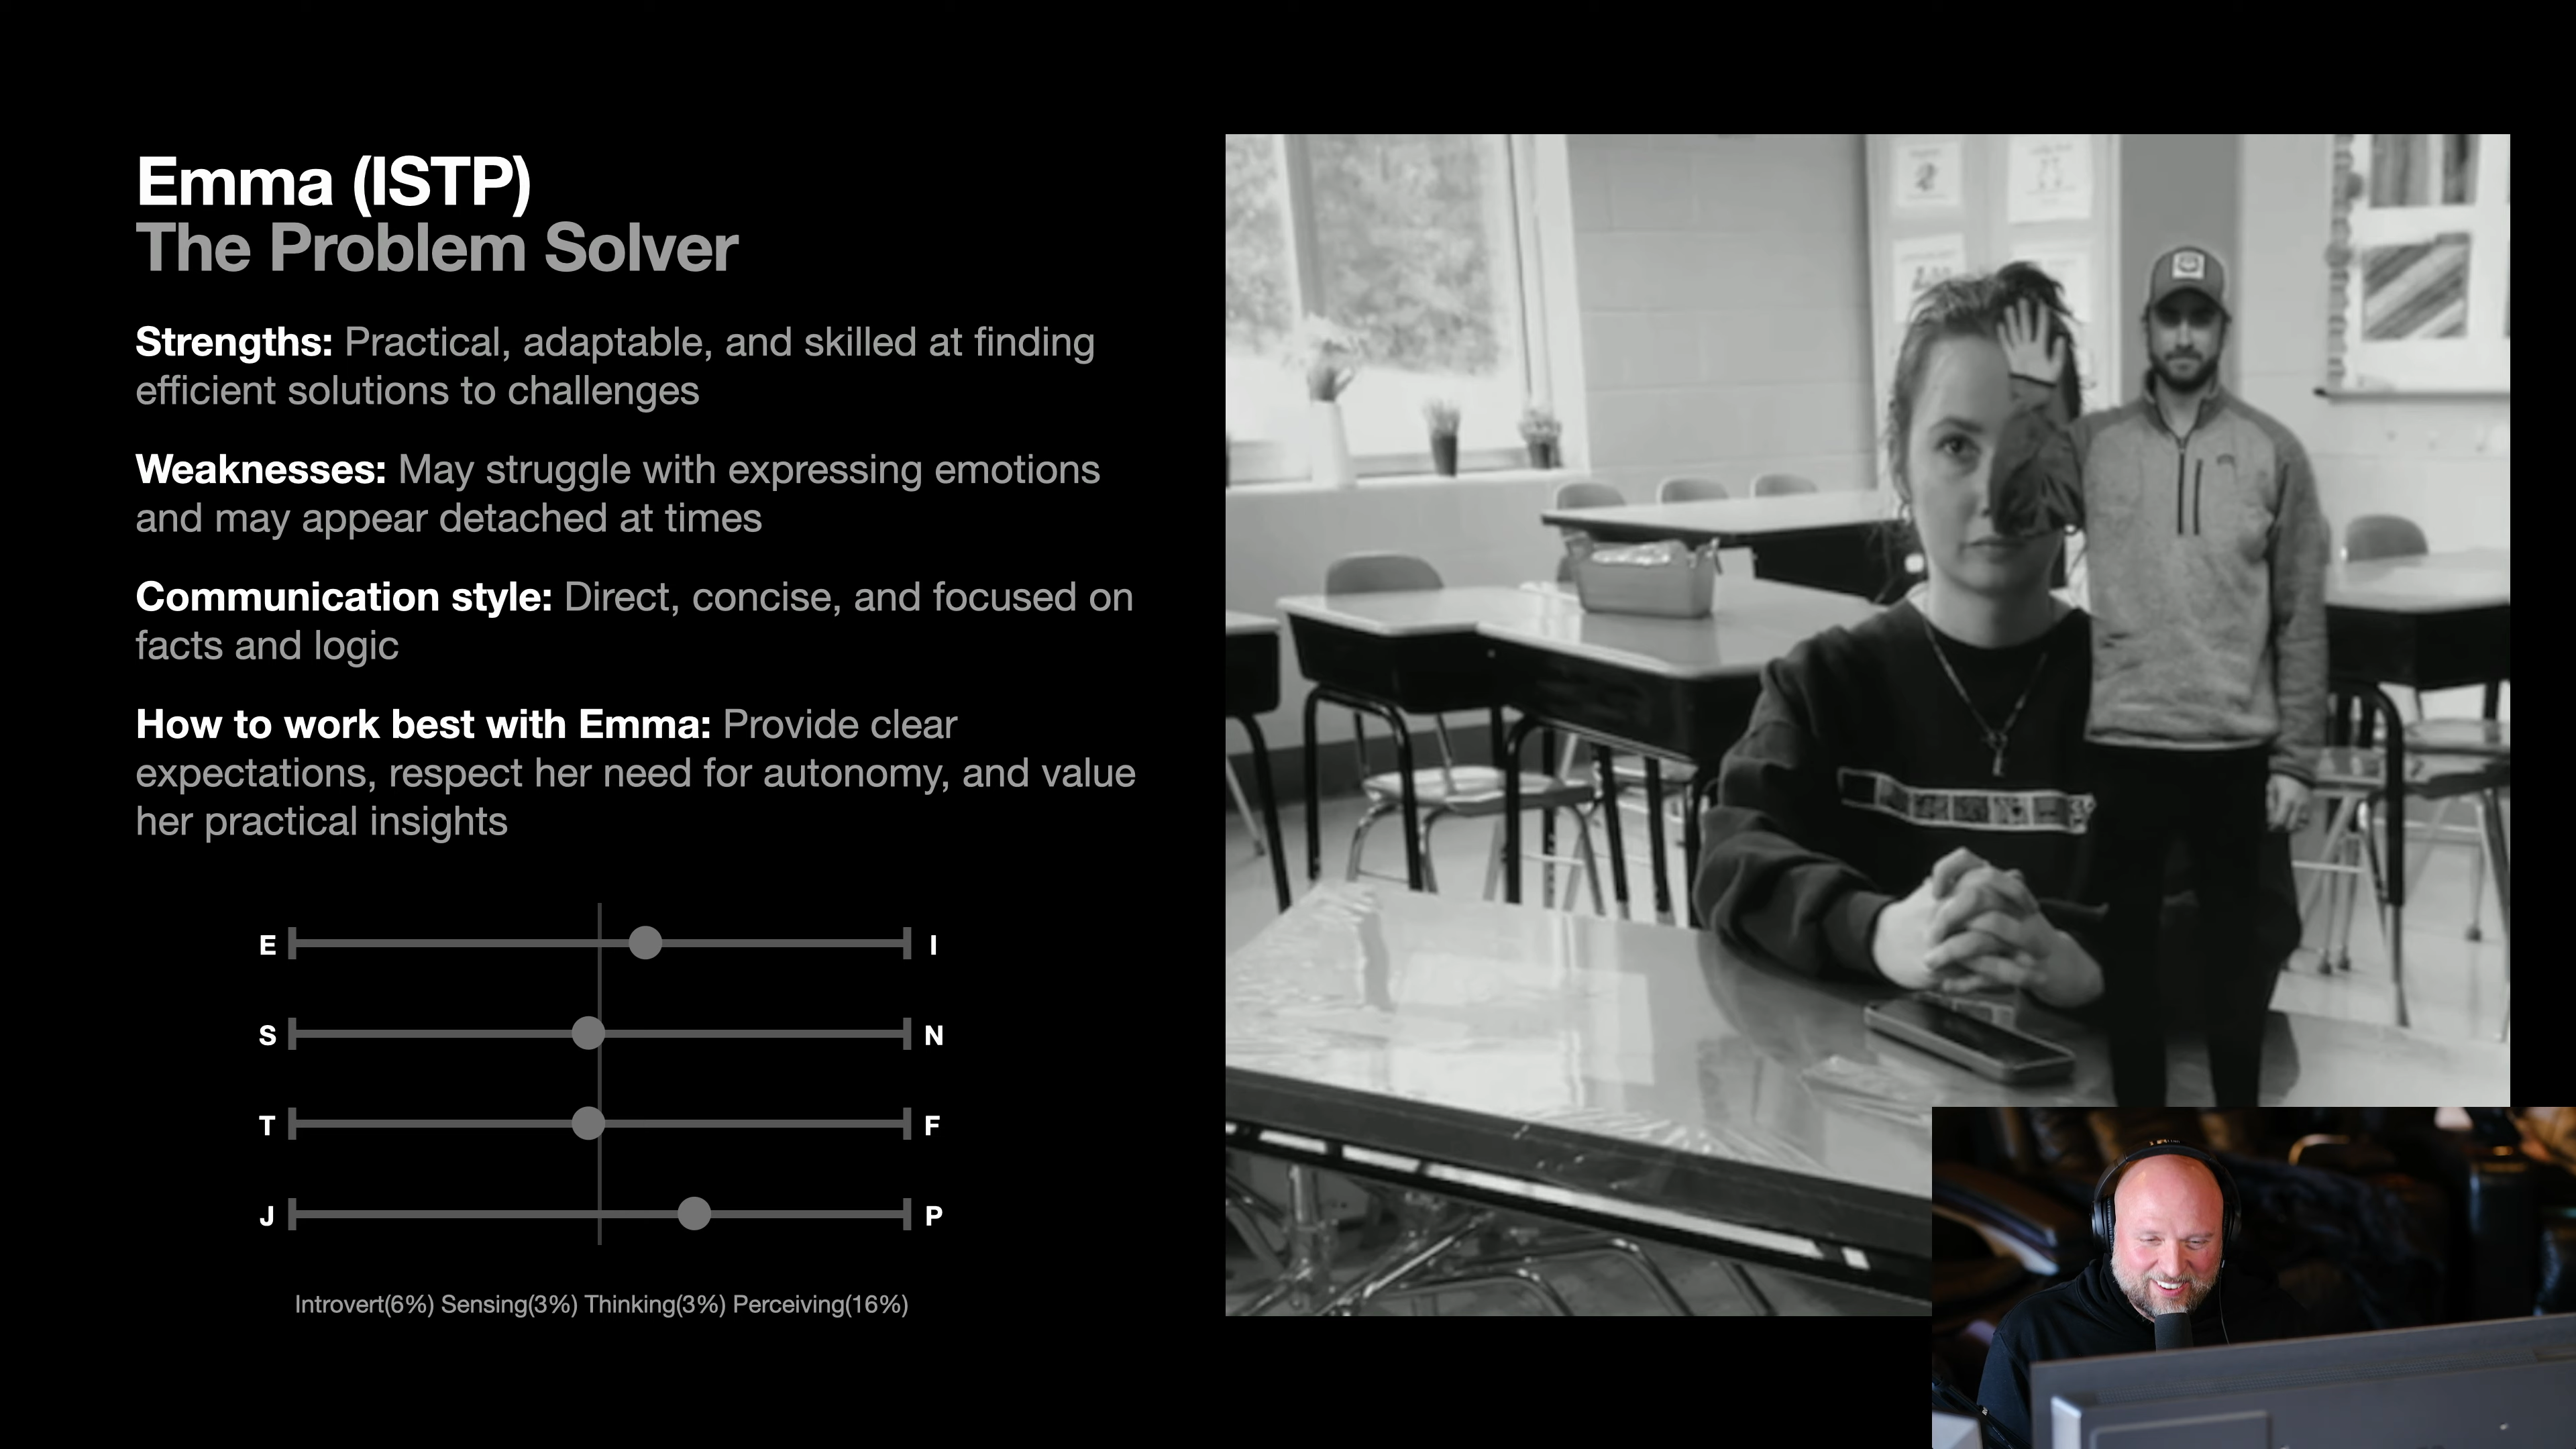 Emma (ISTP)
The Problem Solver
Strengths: Practical, adaptable, and skilled at finding
efficient solutions to challenges
Weaknesses: May struggle with expressing emotions
and may appear detached at times
Communication style: Direct, concise, and focused on
facts and logic
How to work best with Emma: Provide clear
expectations, respect her need for autonomy, and value
her practical insights
E I
S N
T F
J P
Introvert(6%) Sensing(3%) Thinking(3%) Perceiving(16%)